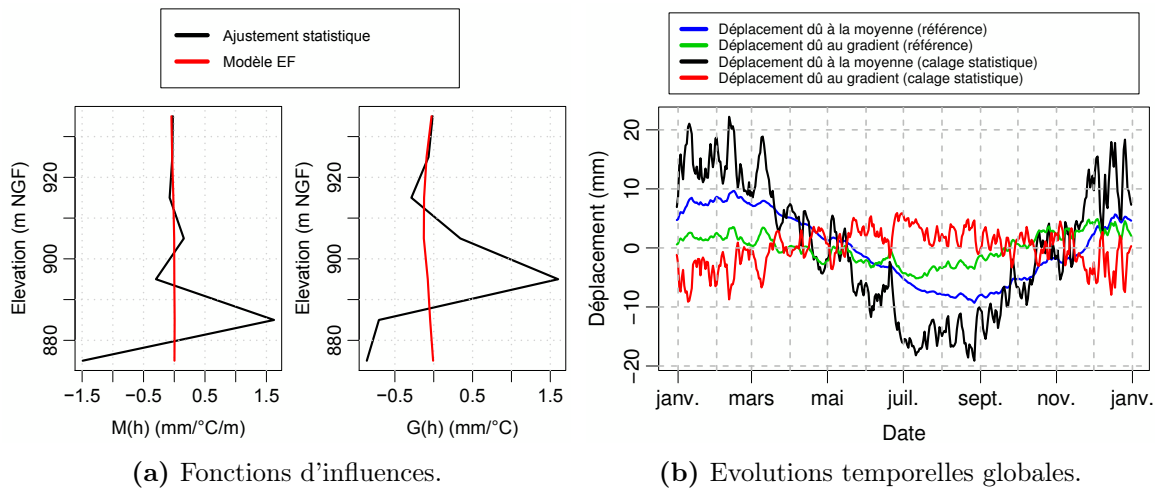 Ajustement statistique
Modèle EF
Elevation (m NGF)
880
900
920
−1.5
−0.5
0.5
1.5
M(h) (mm/°C/m)
Elevation (m NGF)
880
900
920
−0.5
0.5
1.5
G(h) (mm/°C)
(a) Fonctions d'influences.
Déplacement dû à la moyenne (référence)
Déplacement dû au gradient (référence)
Déplacement dû à la moyenne (calage statistique)
Déplacement dû au gradient (calage statistique)
Déplacement (mm)
−20
−10
0
10
20
janv.
mars
mai
juil.
sept.
nov.
janv.
Date
(b) Evolutions temporelles globales.